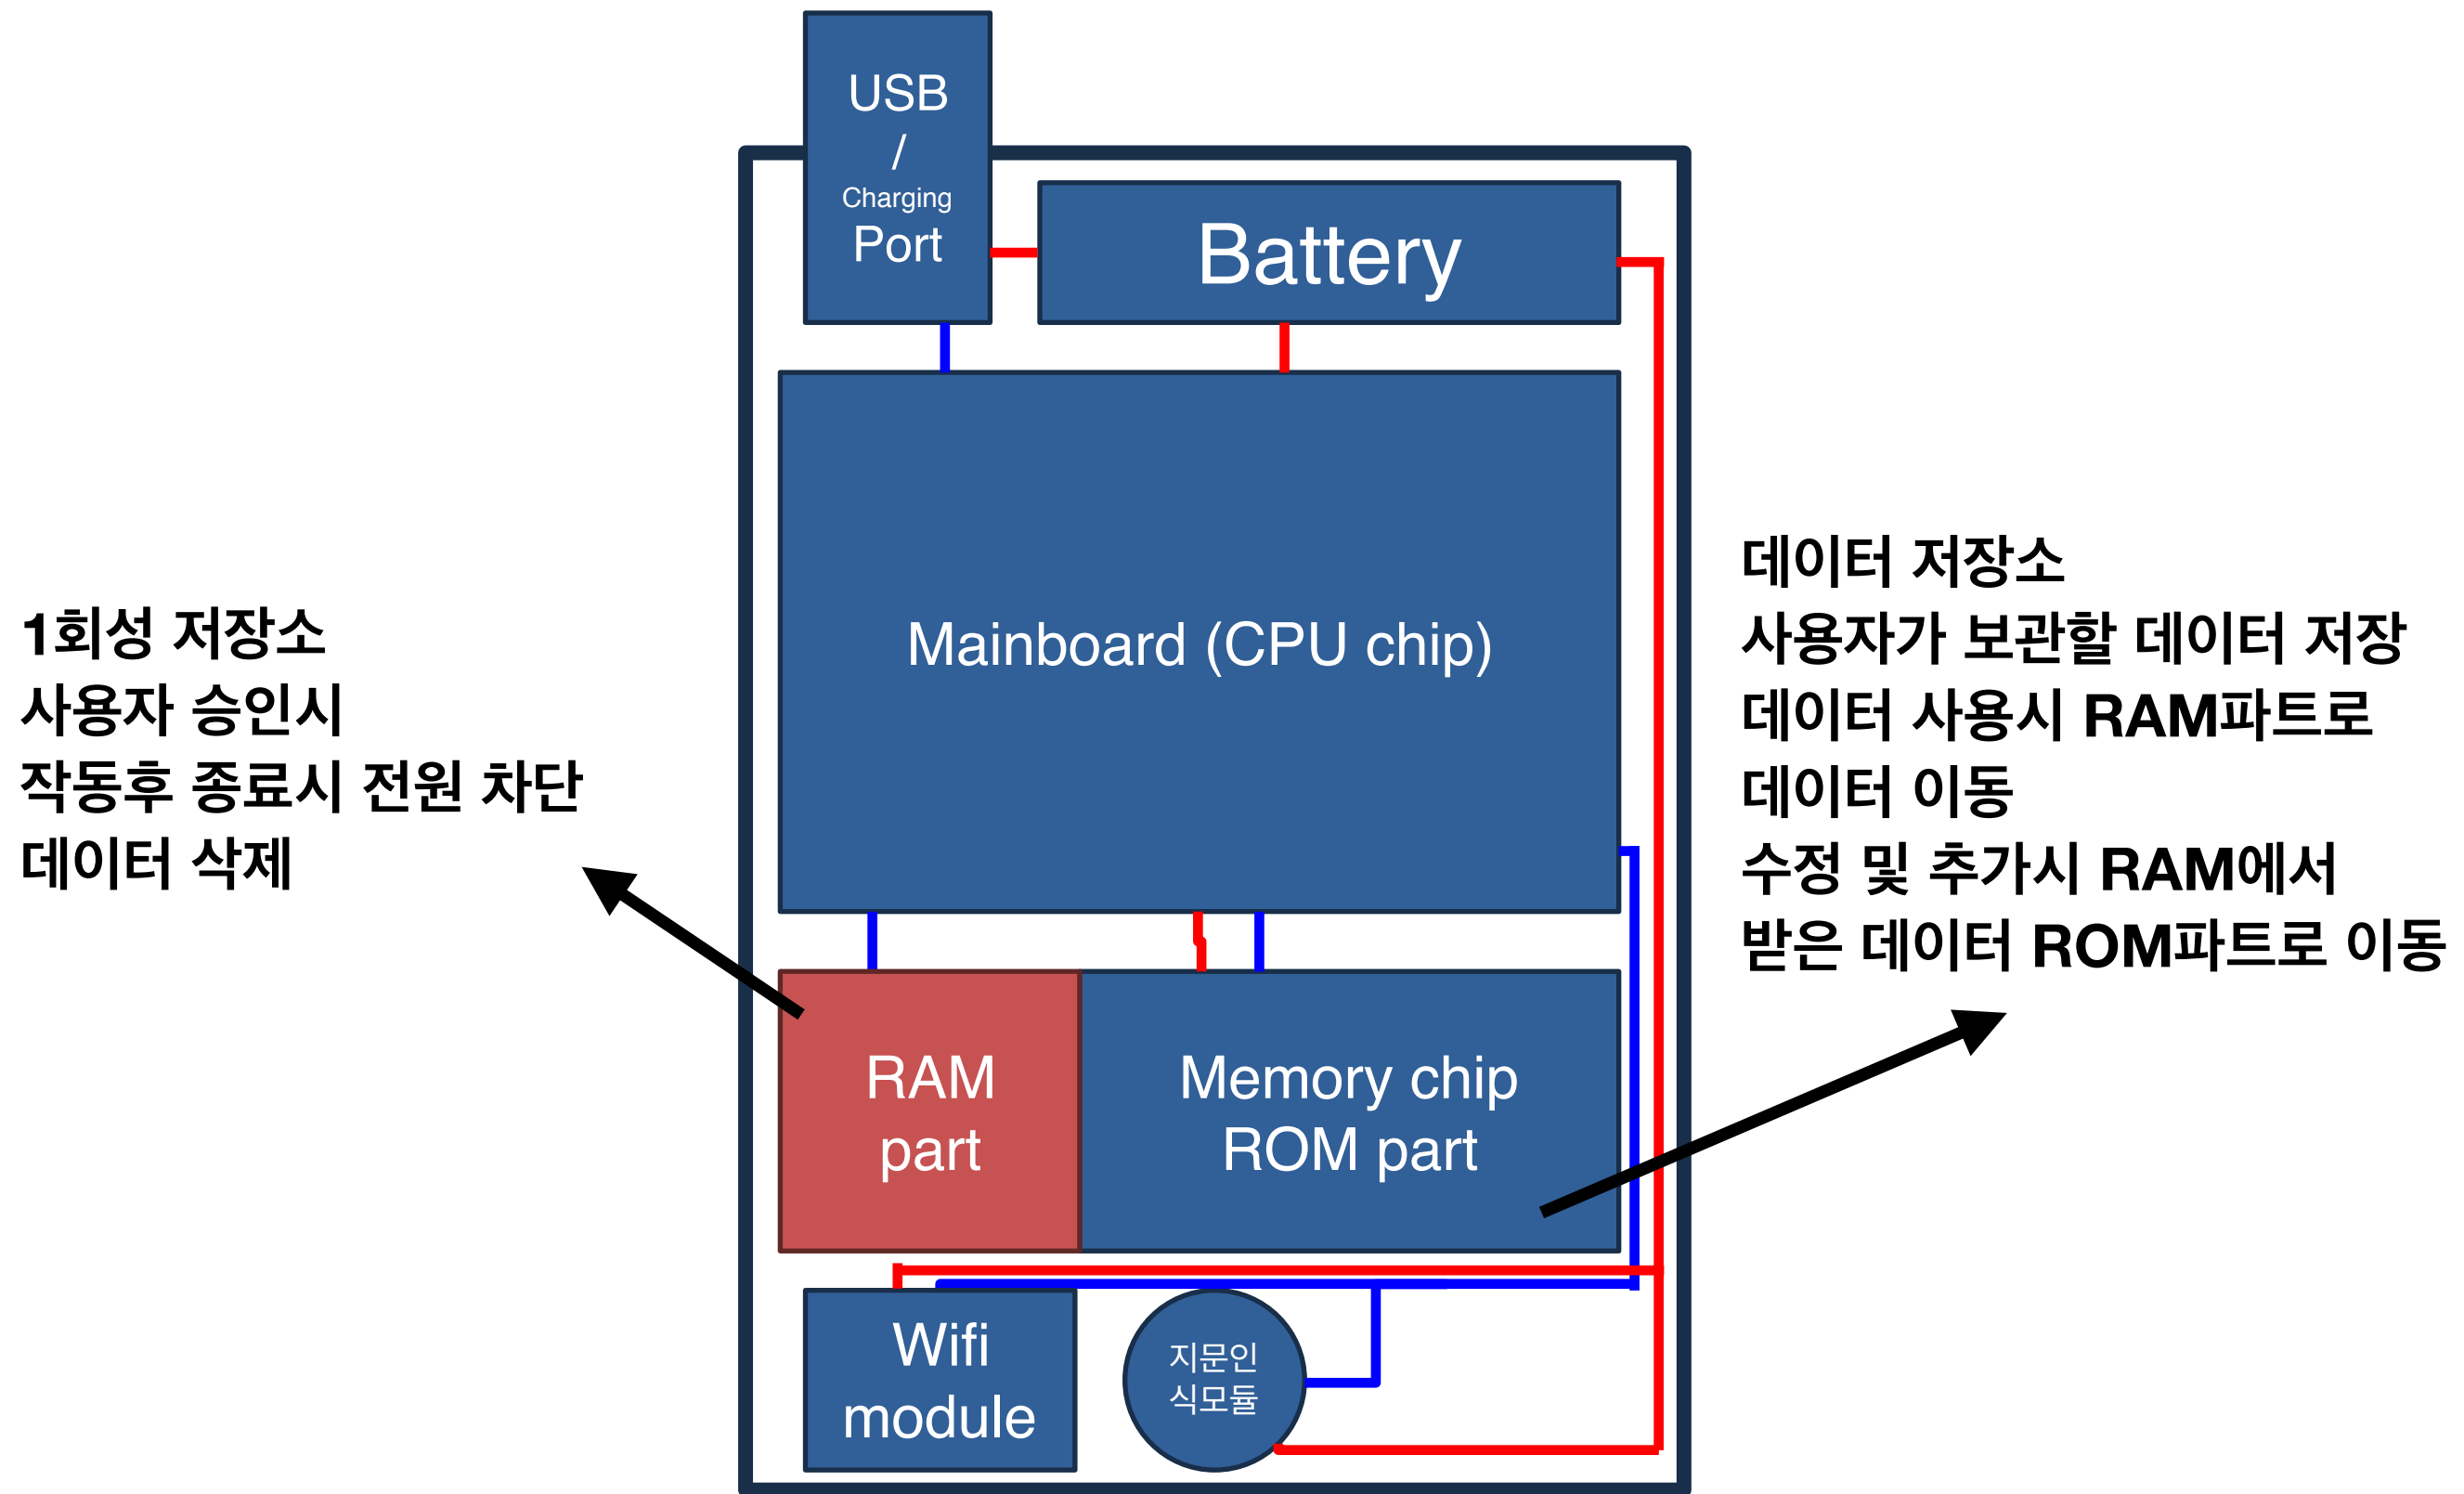 USB
/
Charging
Port
Battery
Mainboard (CPU chip)
1회성 저장소
사용자 승인시
작동후 종료시 전원 차단
데이터 삭제
데이터 저장소
사용자가 보관할 데이터 저장
데이터 사용시 RAM파트로
데이터 이동
수정 및 추가시 RAM에서
받은 데이터 ROM파트로 이동
RAM
part
Memory chip
ROM part
Wifi
module
지문인
식모듈